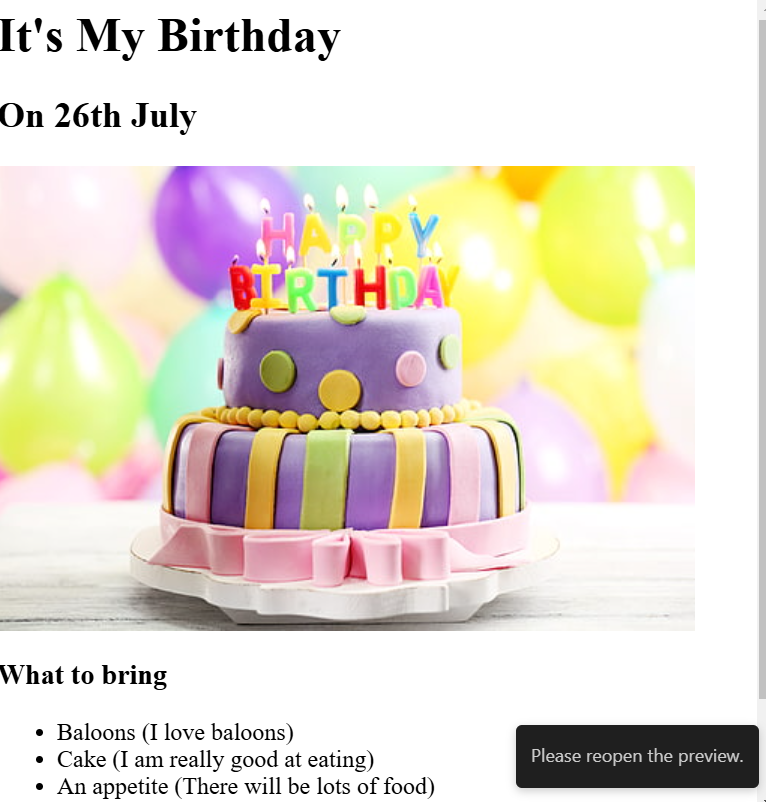 It's My Birthday
On 26th July
HAPPY
BIRTHDAY
What to bring
Baloons (I love baloons)
Cake (I am really good at eating)
An appetite (There will be lots of food)
Please reopen the preview.